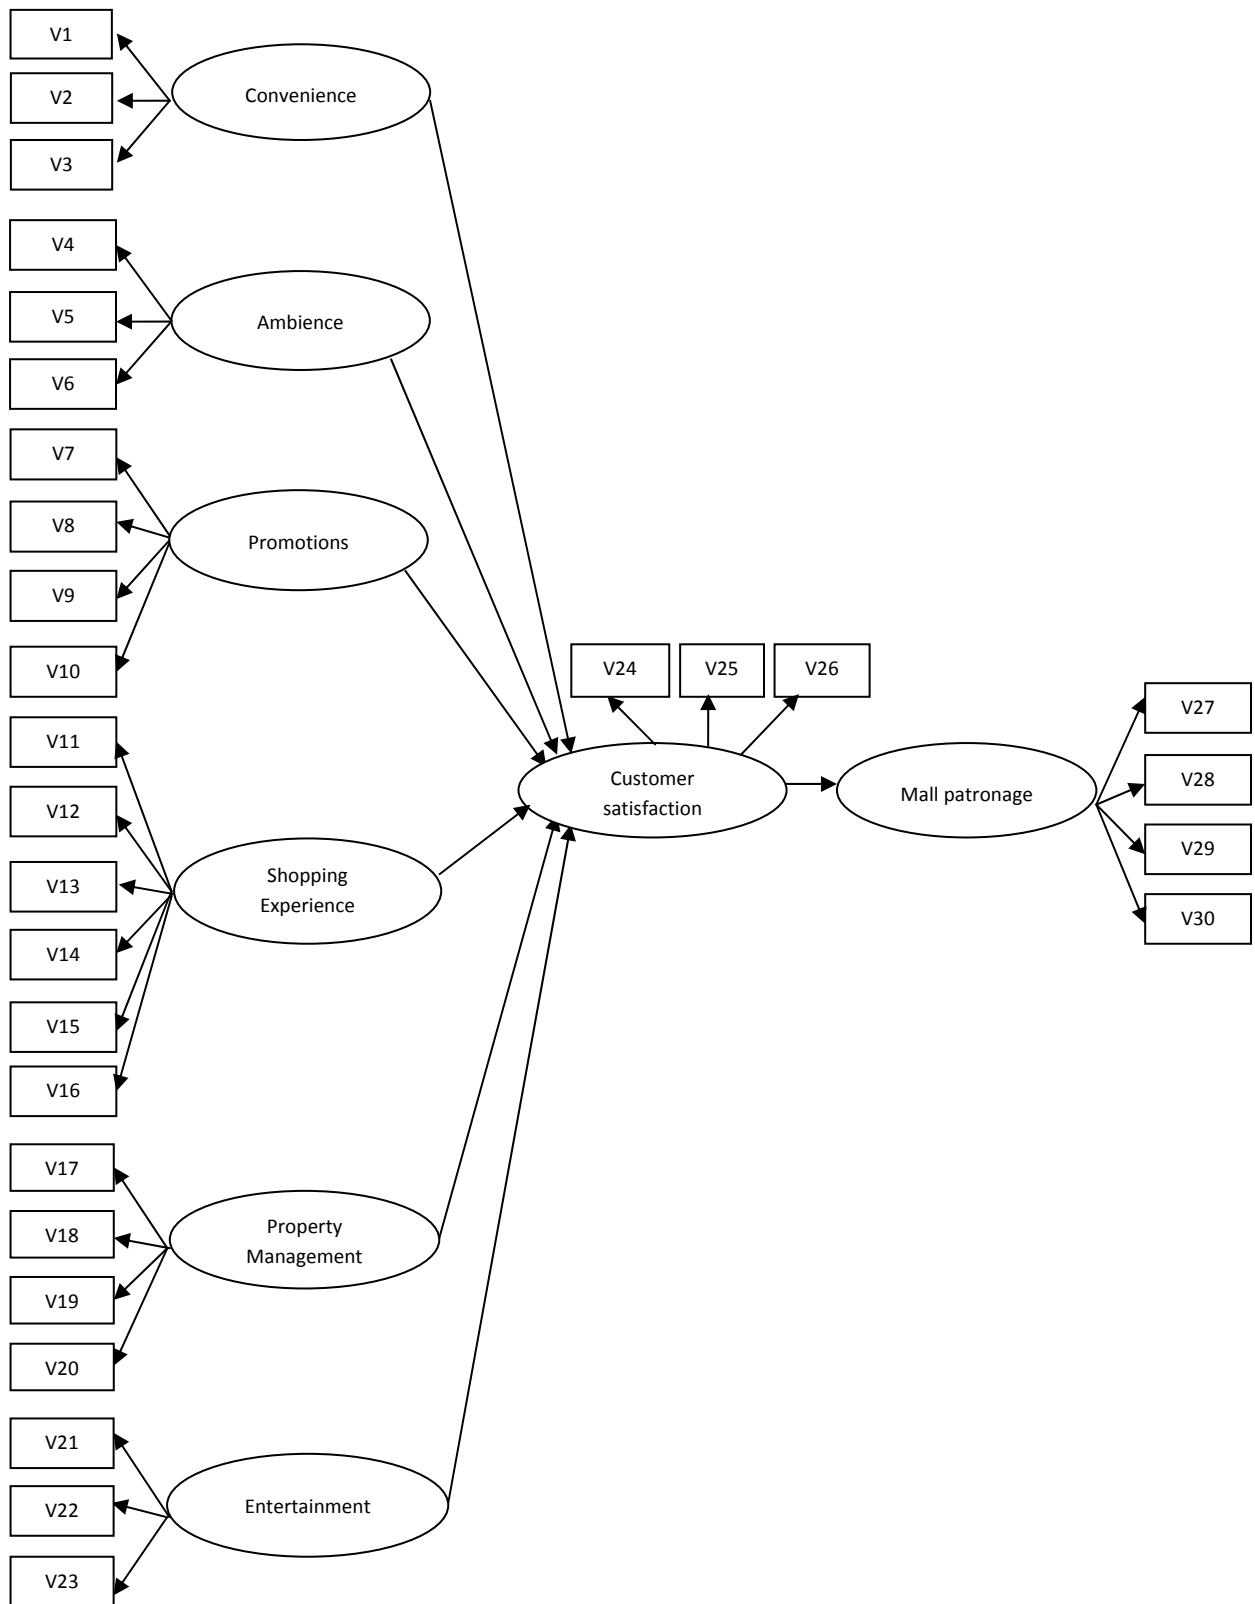 V1
V2
Convenience
V3
V4
V5
Ambience
V6
V7
V8
Promotions
V9
V10
V11
V12
V13
Shopping
Experience
V14
V15
V16
V17
V18
Property
Management
V19
V20
V21
V22
Entertainment
V23
V24
V25
V26
Customer
satisfaction
Mall patronage
V27
V28
V29
V30